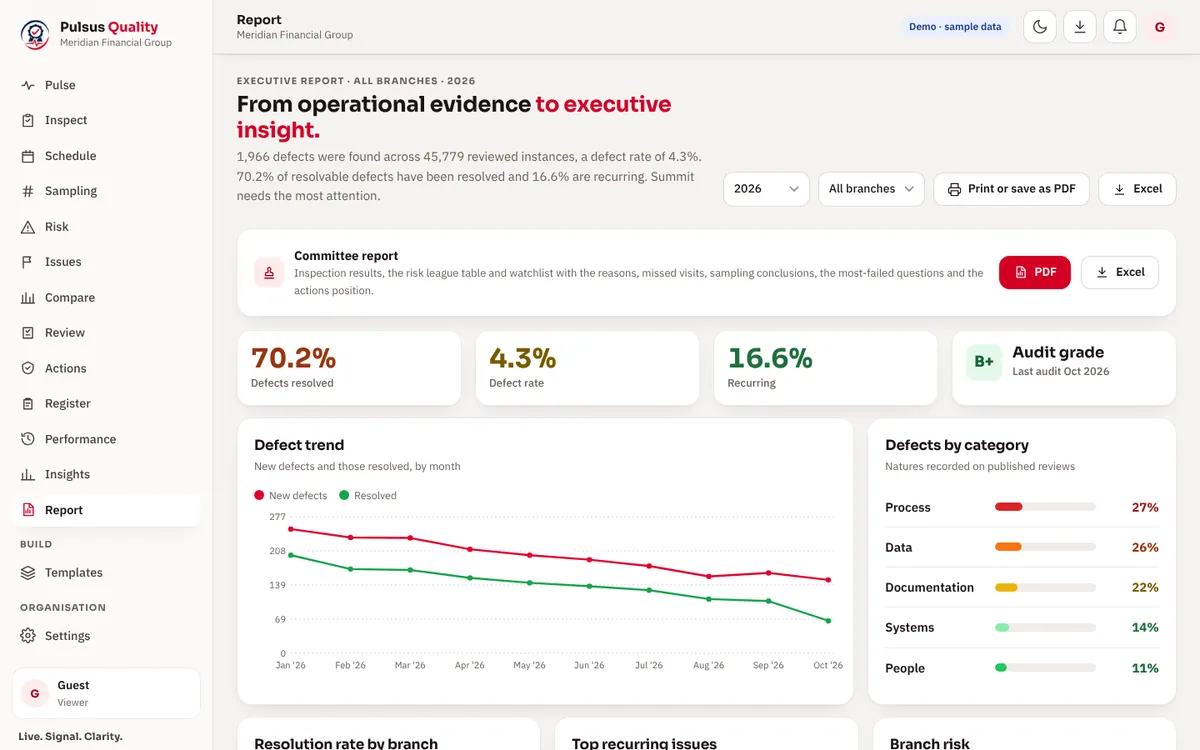 Pulsus Quality
Meridian Financial Group
Pulse
Inspect
Schedule
Sampling
Risk
Issues
Compare
Review
Actions
Register
Performance
Insights
Report
BUILD
Templates
ORGANISATION
Settings
G
Guest
Viewer
Live. Signal. Clarity.
Report
Meridian Financial Group
Demo · sample data
G
EXECUTIVE REPORT · ALL BRANCHES · 2026
From operational evidence to executive
insight.
1,966 defects were found across 45,779 reviewed instances, a defect rate of 4.3%.
70.2% of resolvable defects have been resolved and 16.6% are recurring. Summit
needs the most attention.
2026
All branches
Print or save as PDF
Excel
Committee report
Inspection results, the risk league table and watchlist with the reasons, missed visits, sampling conclusions, the most-failed questions and the
actions position.
PDF
Excel
70.2%
Defects resolved
4.3%
Defect rate
16.6%
Recurring
B+
Audit grade
Last audit Oct 2026
Defect trend
New defects and those resolved, by month
New defects
Resolved
277
208
139
69
0
Jan '26
Feb '26
Mar '26
Apr '26
May '26
Jun '26
Jul '26
Aug '26
Sep '26
Oct '26
Defects by category
Natures recorded on published reviews
Process 27%
Data 26%
Documentation 22%
Systems 14%
People 11%
Resolution rate by branch
Top recurring issues
Branch risk